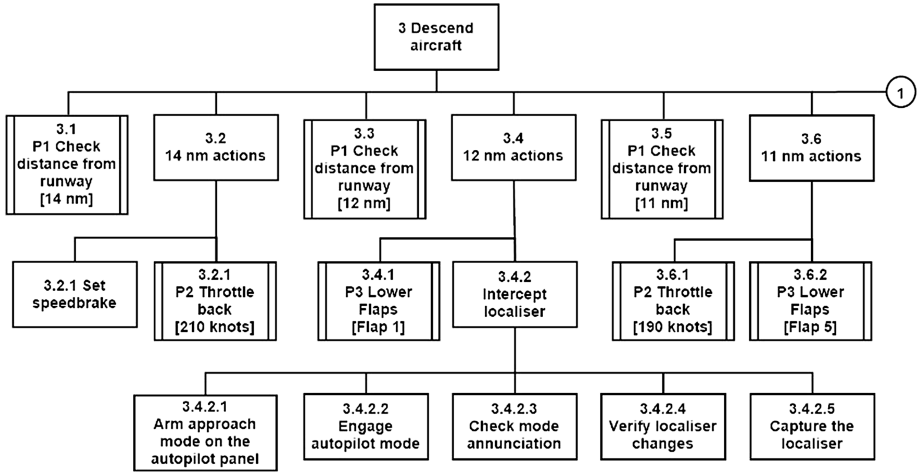 3 Descend
aircraft
1
3.1
P1 Check
distance from
runway
[14 nm]
3.2
14 nm actions
3.3
P1 Check
distance from
runway
[12 nm]
3.4
12 nm actions
3.5
P1 Check
distance from
runway
[11 nm]
3.6
11 nm actions
3.2.1 Set
speedbrake
3.2.1
P2 Throttle
back
[210 knots]
3.4.1
P3 Lower
Flaps
[Flap 1]
3.4.2
Intercept
localiser
3.6.1
P2 Throttle
back
[190 knots]
3.6.2
P3 Lower
Flaps
[Flap 5]
3.4.2.1
Arm approach
mode on the
autopilot panel
3.4.2.2
Engage
autopilot mode
3.4.2.3
Check mode
annunciation
3.4.2.4
Verify localiser
changes
3.4.2.5
Capture the
localiser